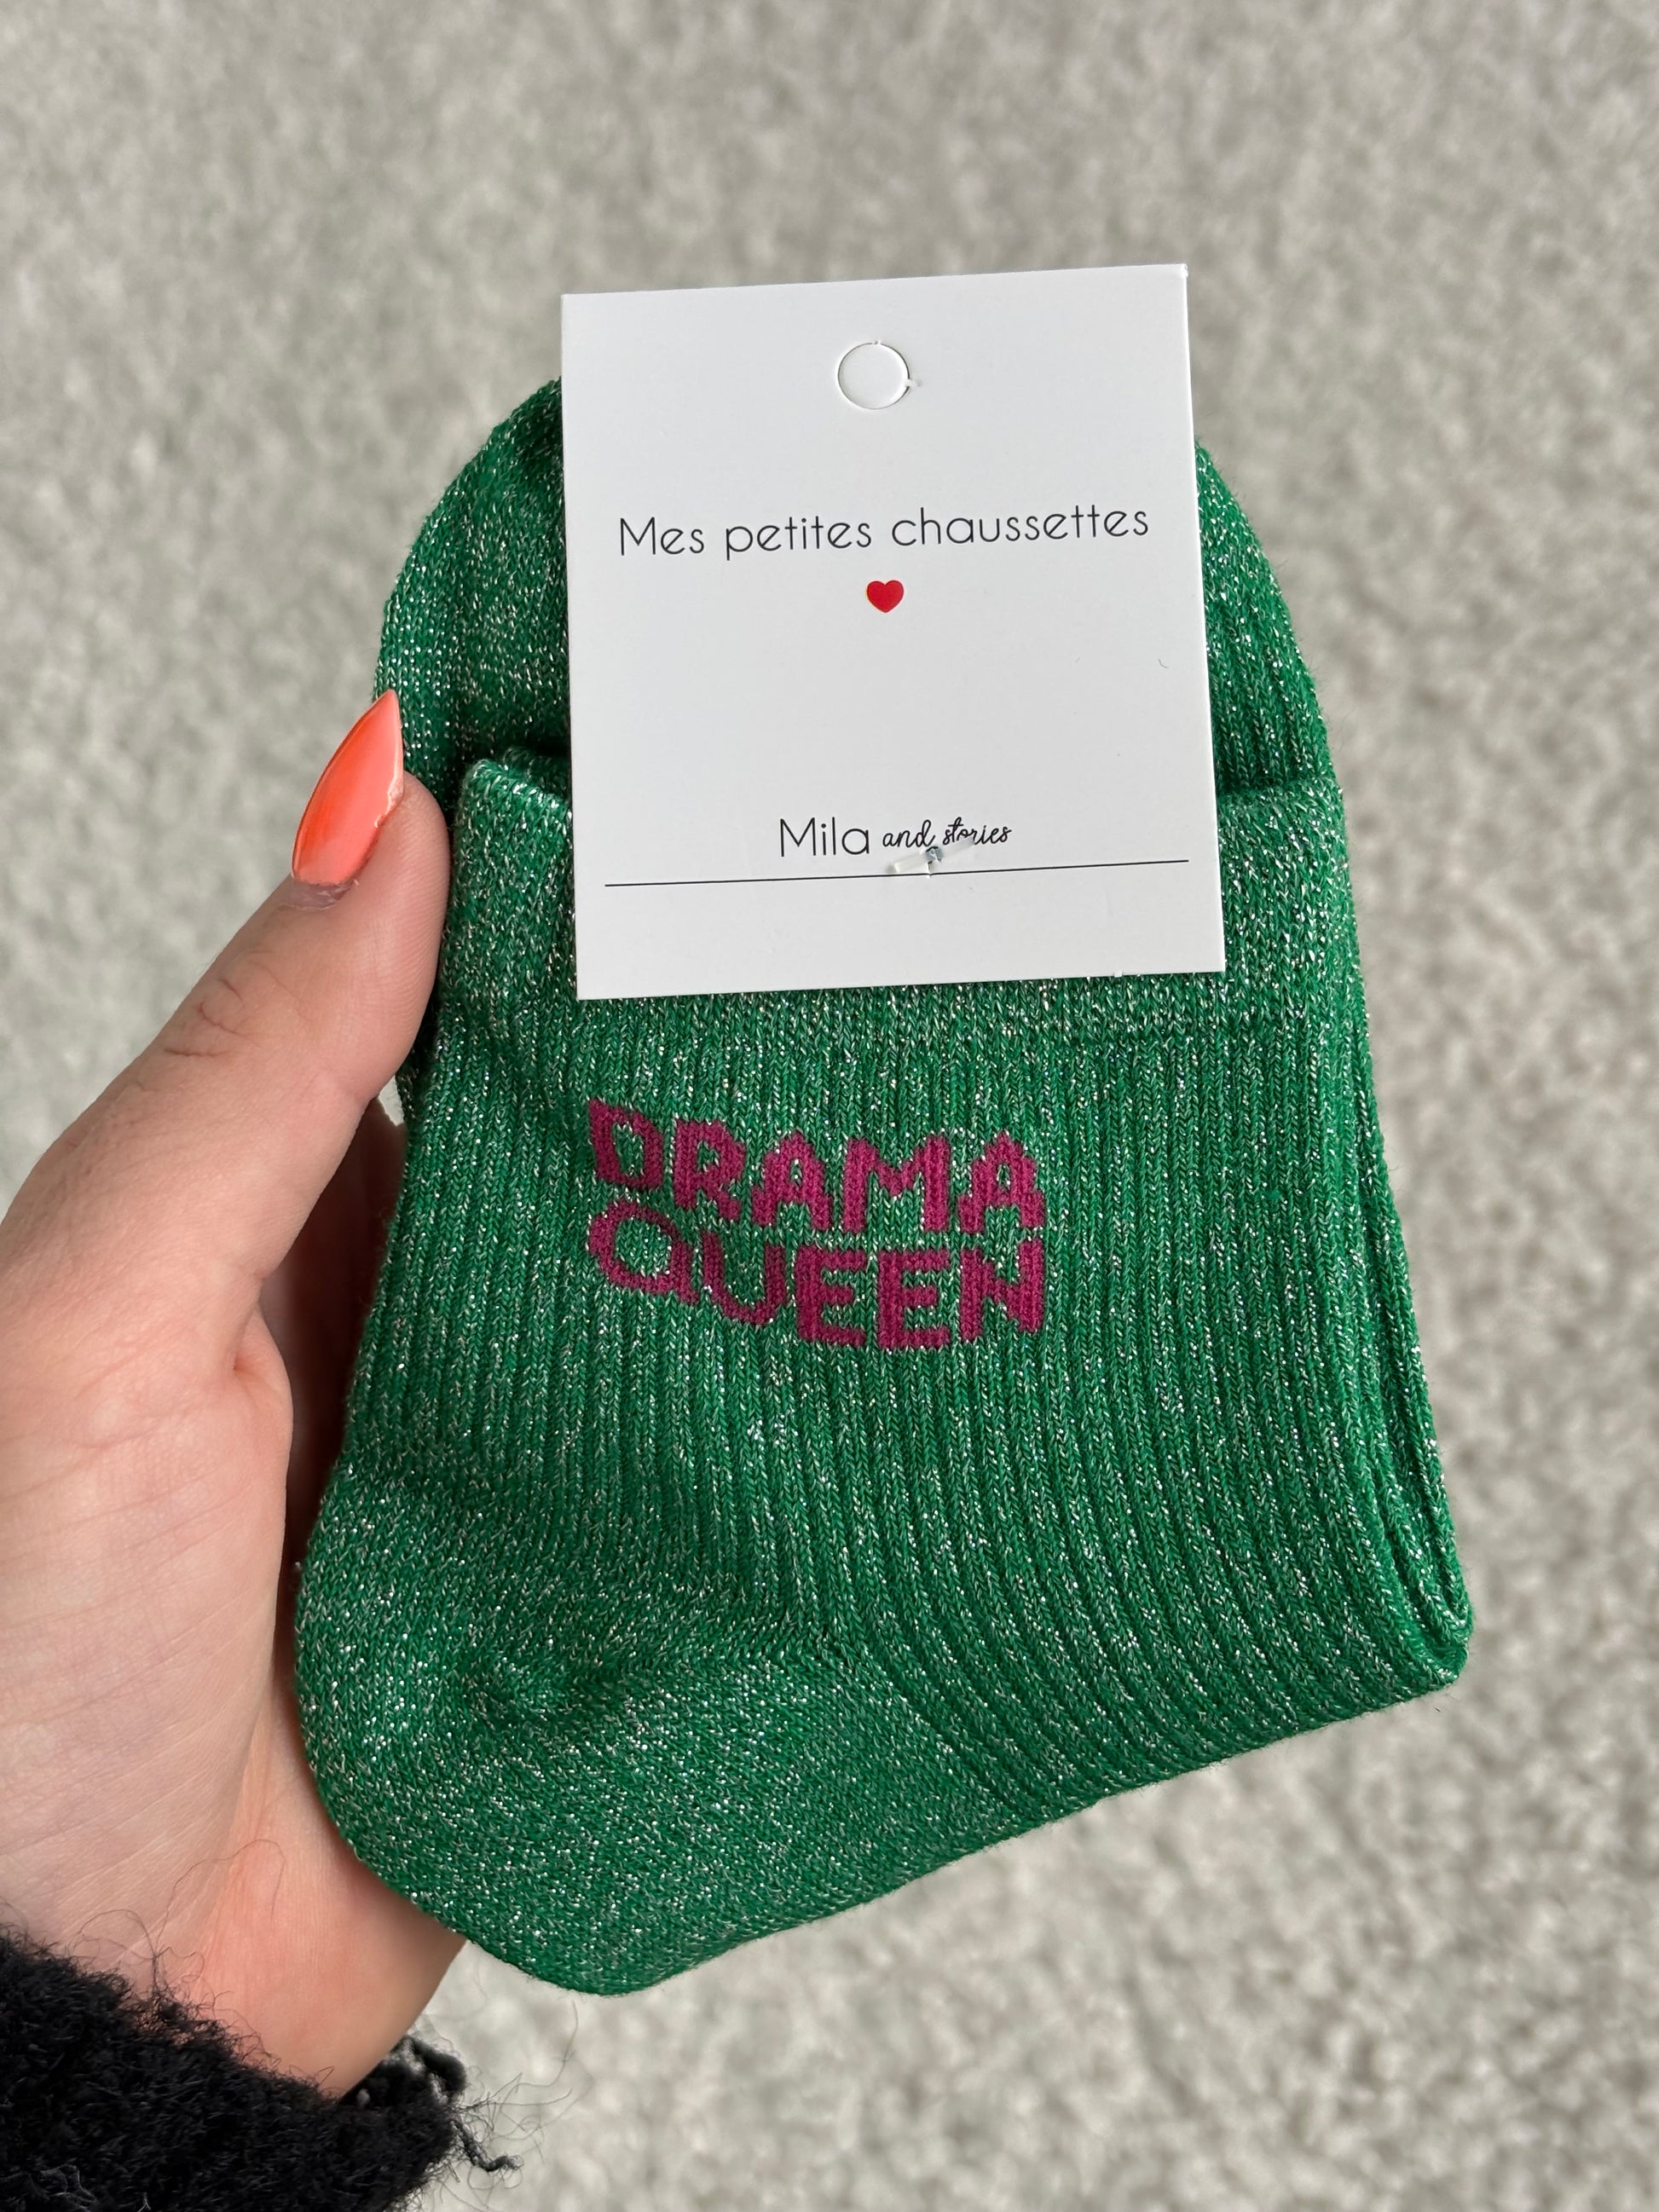 Mes petites chaussettes
Mila and stories
DRAMA
QUEEN